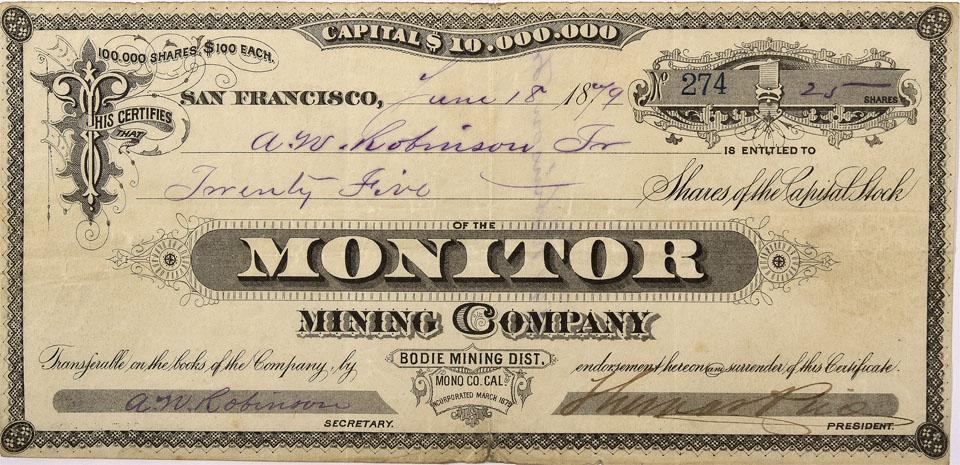 CAPITAL $10.000.000
100.000 SHARES, $100 EACH.
THIS CERTIFIES THAT
SAN FRANCISCO, June 18 1879
No 274 25 SHARES
A. W. Robinson Tr IS ENTITLED TO
Twenty Five Shares of the Capital Stock
OF THE
MONITOR
MINING COMPANY
Transferable on the books of the Company, by endorsement hereon and surrender of this Certificate.
BODIE MINING DIST.
MONO CO. CAL.
INCORPORATED MARCH
A. W. Robinson
SECRETARY.
PRESIDENT.